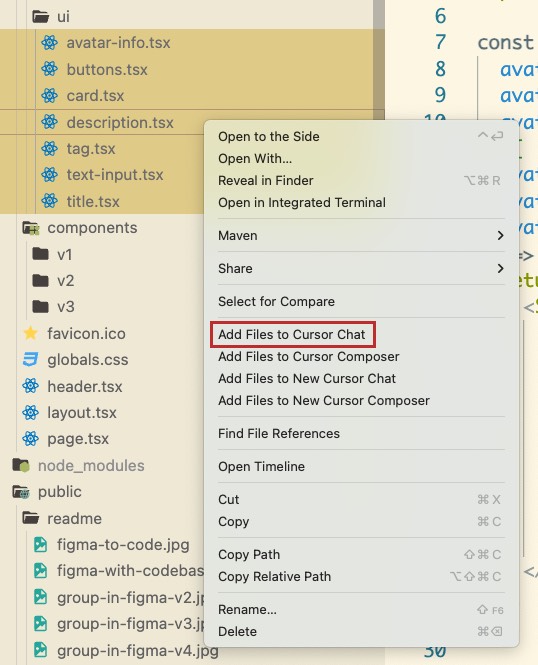 ui
avatar-info.tsx
buttons.tsx
card.tsx
description.tsx
tag.tsx
text-input.tsx
title.tsx
components
v1
v2
v3
favicon.ico
globals.css
header.tsx
layout.tsx
page.tsx
node_modules
public
readme
figma-to-code.jpg
figma-with-codebas
group-in-figma-v2.jp
group-in-figma-v3.jp
group-in-figma-v4.jpg
Open to the Side ⌃↩
Open With...
Reveal in Finder ⌥⌘R
Open in Integrated Terminal
Maven >
Share >
Select for Compare
Add Files to Cursor Chat
Add Files to Cursor Composer
Add Files to New Cursor Chat
Add Files to New Cursor Composer
Find File References
Open Timeline
Cut ⌘X
Copy ⌘C
Copy Path ⇧⌘C
Copy Relative Path ⌥⇧⌘C
Rename... ⇧F6
Delete ⌘⌫
6
7 const
8 ava
9 ava
10 ava
ava
ava
ava
=>
etu
<S
</
30